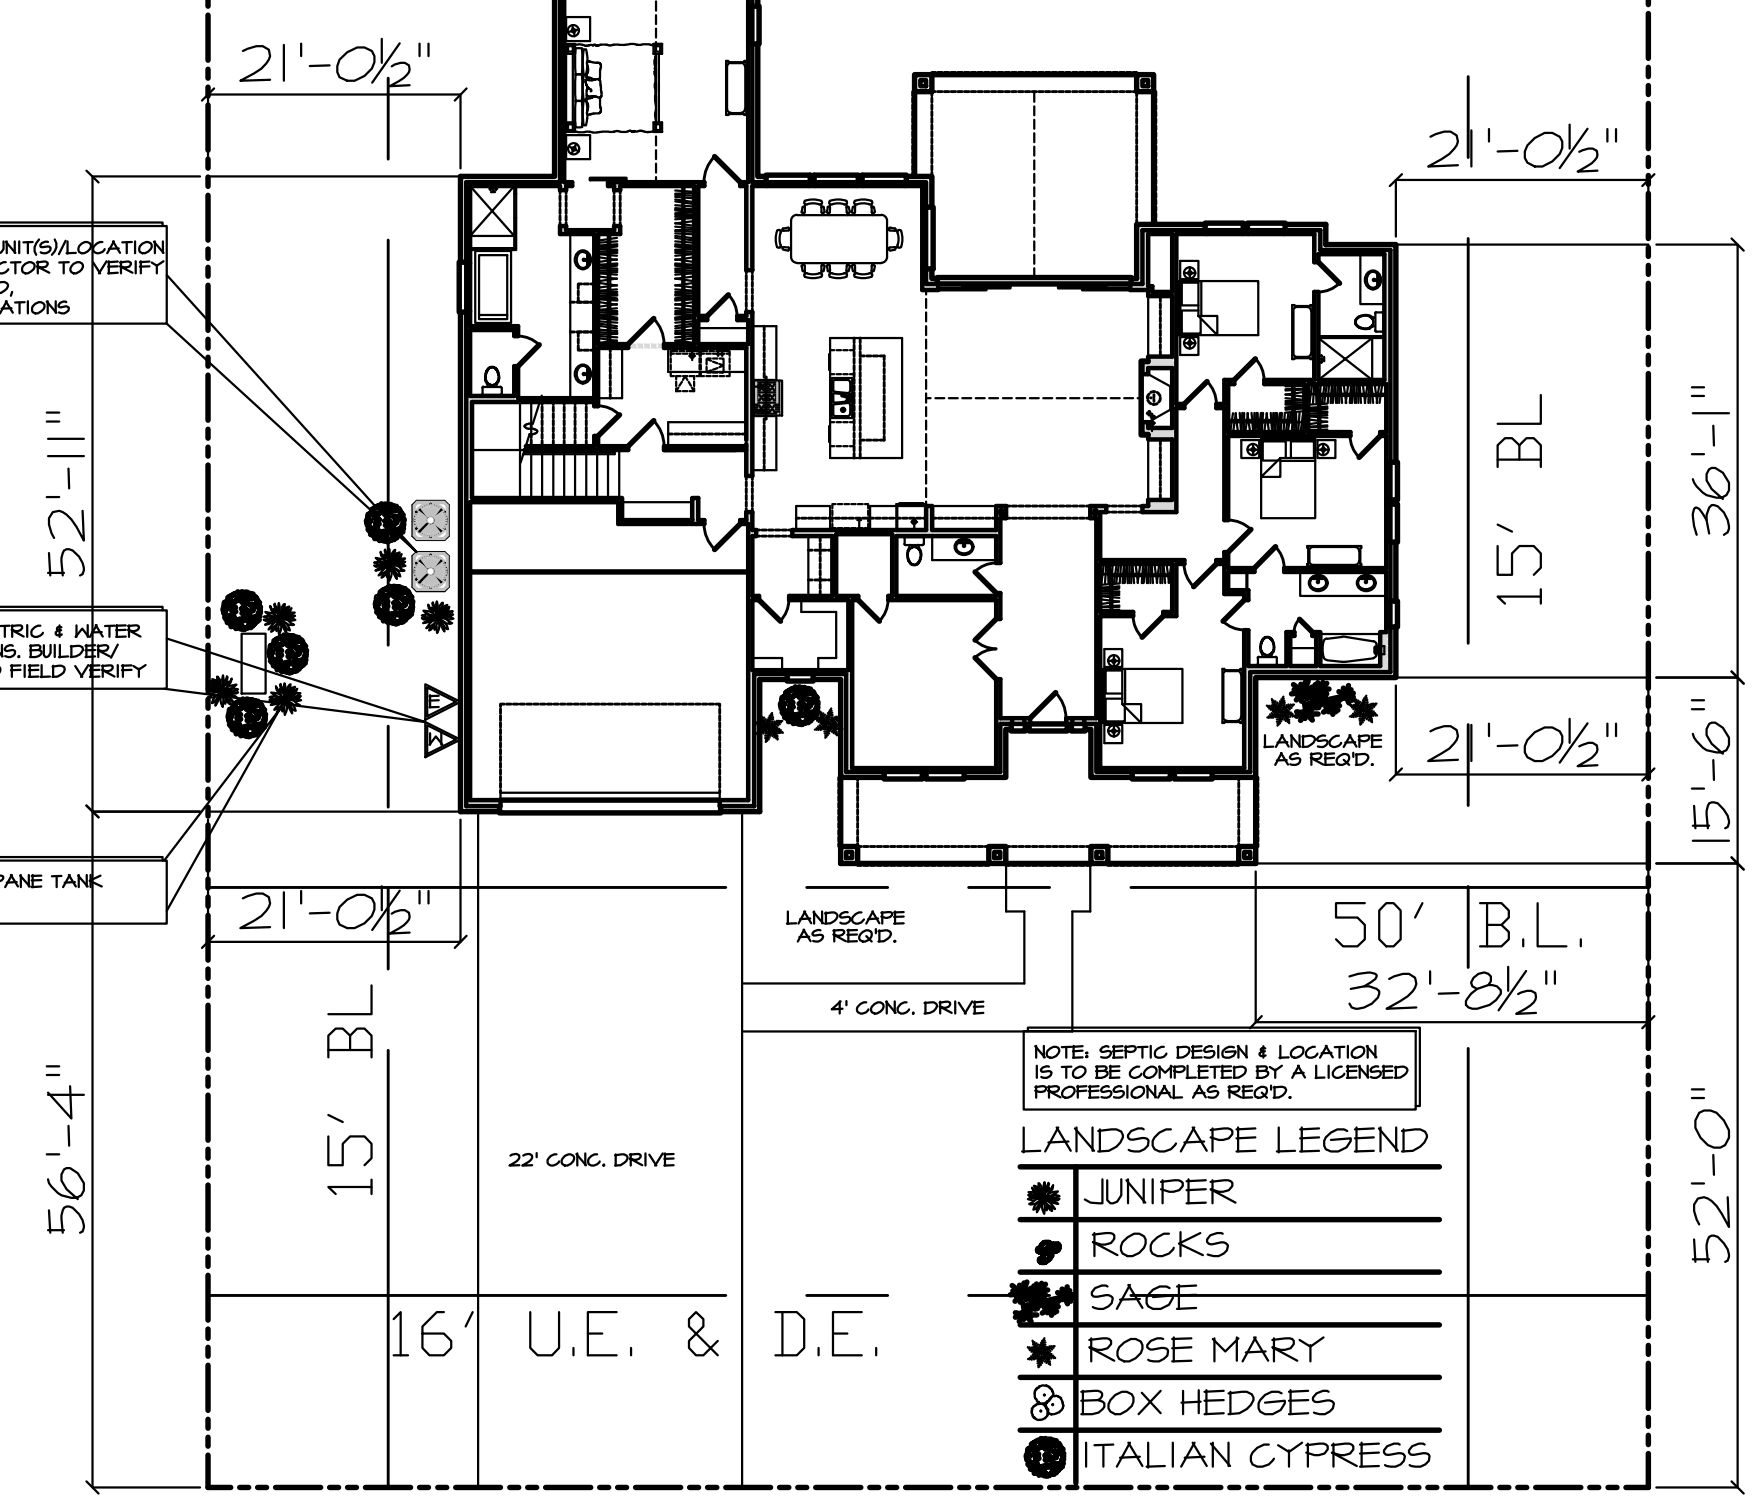 21'-0½"
21'-0½"
UNIT(S)/LOCATION
TO VERIFY
52'-11"
36'-1"
15' BL
& WATER
BUILDER/
FIELD VERIFY
E
W
LANDSCAPE
AS REQ'D.
21'-0½"
15'-6"
TANK
21'-0½"
LANDSCAPE
AS REQ'D.
50' B.L.
32'-8½"
15' BL
4' CONC. DRIVE
NOTE: SEPTIC DESIGN & LOCATION
IS TO BE COMPLETED BY A LICENSED
PROFESSIONAL AS REQ'D.
56'-4"
52'-0"
22' CONC. DRIVE
LANDSCAPE LEGEND
JUNIPER
ROCKS
SAGE
16' U.E. & D.E.
ROSE MARY
BOX HEDGES
ITALIAN CYPRESS